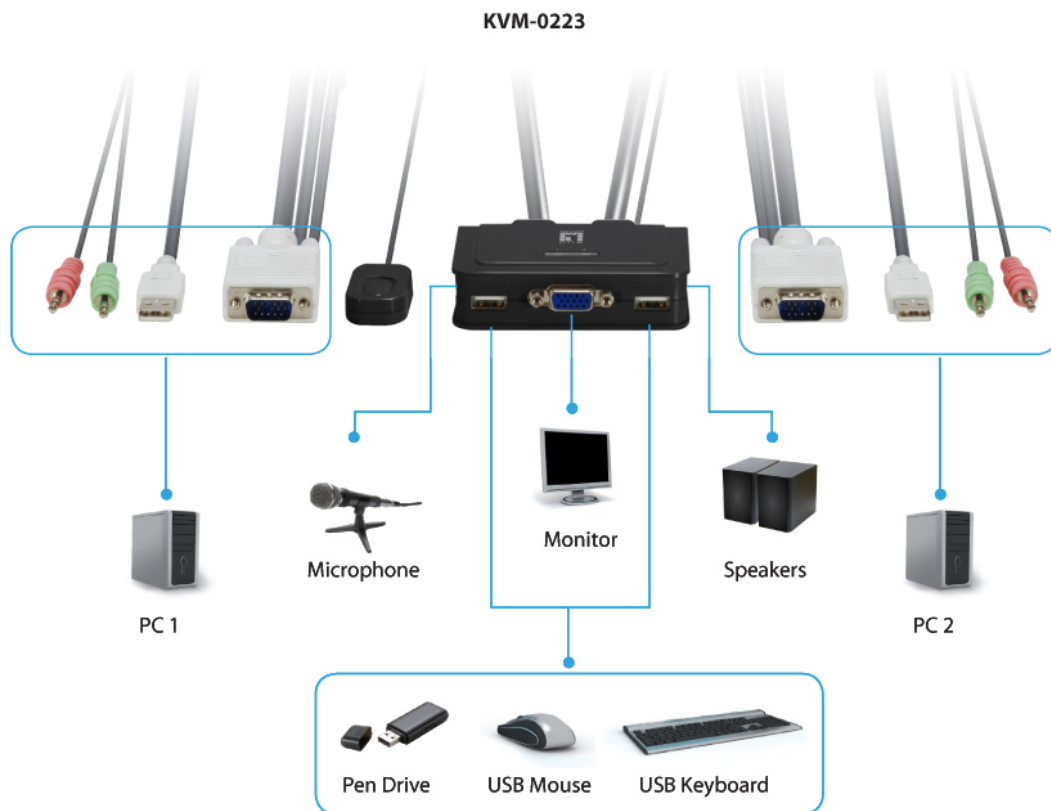 KVM-0223
Microphone
Monitor
Speakers
PC 1
PC 2
Pen Drive
USB Mouse
USB Keyboard